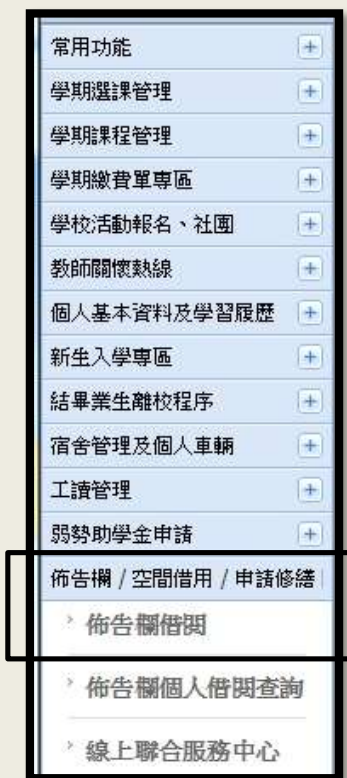 常用功能
學期選課管理
學期課程管理
學期繳費單專區
學校活動報名、社團
教師關懷熱線
個人基本資料及學習履歷
新生入學專區
結畢業生離校程序
宿舍管理及個人車輛
工讀管理
弱勢助學金申請
佈告欄 / 空間借用 / 申請修繕
佈告欄借閱
佈告欄個人借閱查詢
線上聯合服務中心